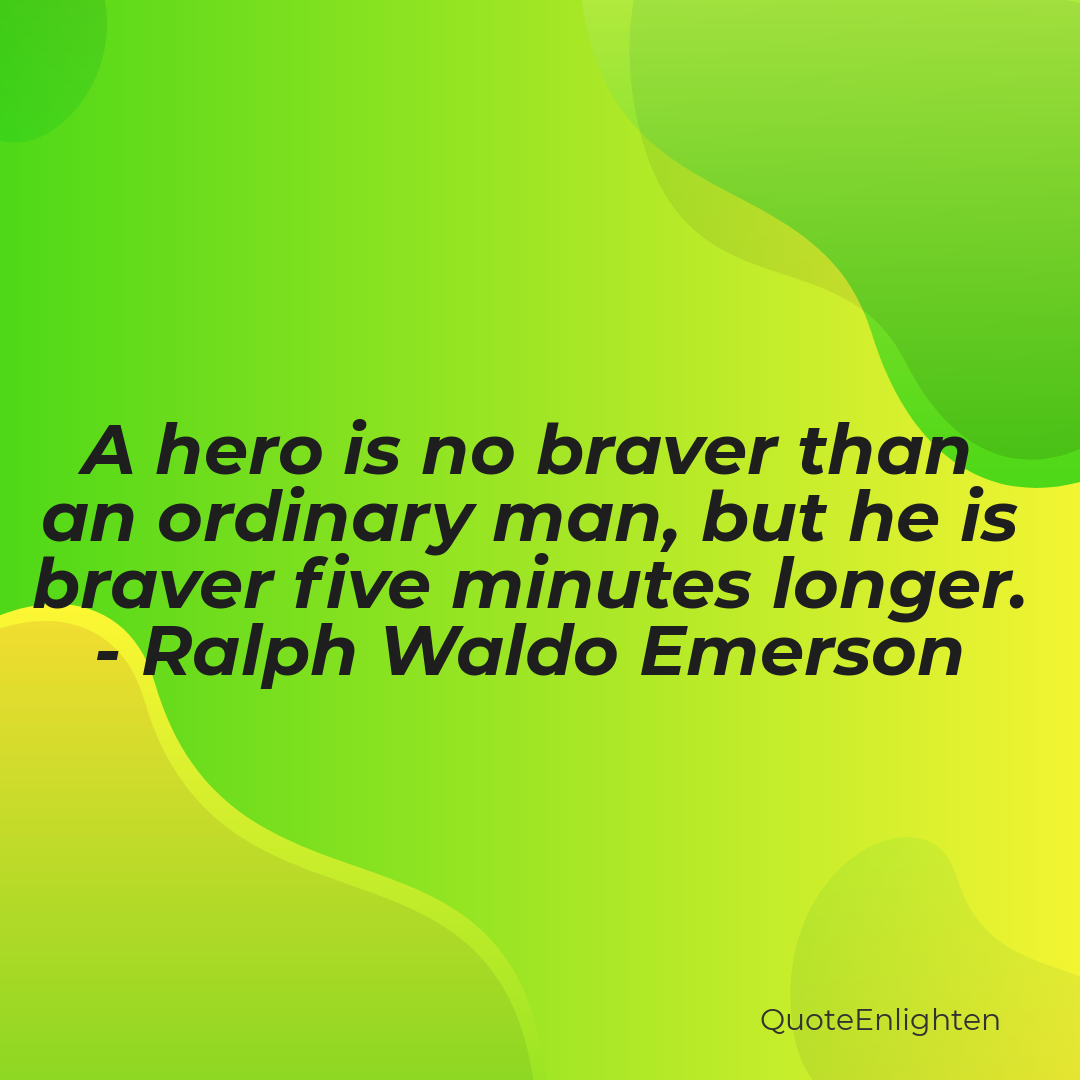 A hero is no braver than
an ordinary man, but he is
braver five minutes longer.
- Ralph Waldo Emerson
QuoteEnlighten